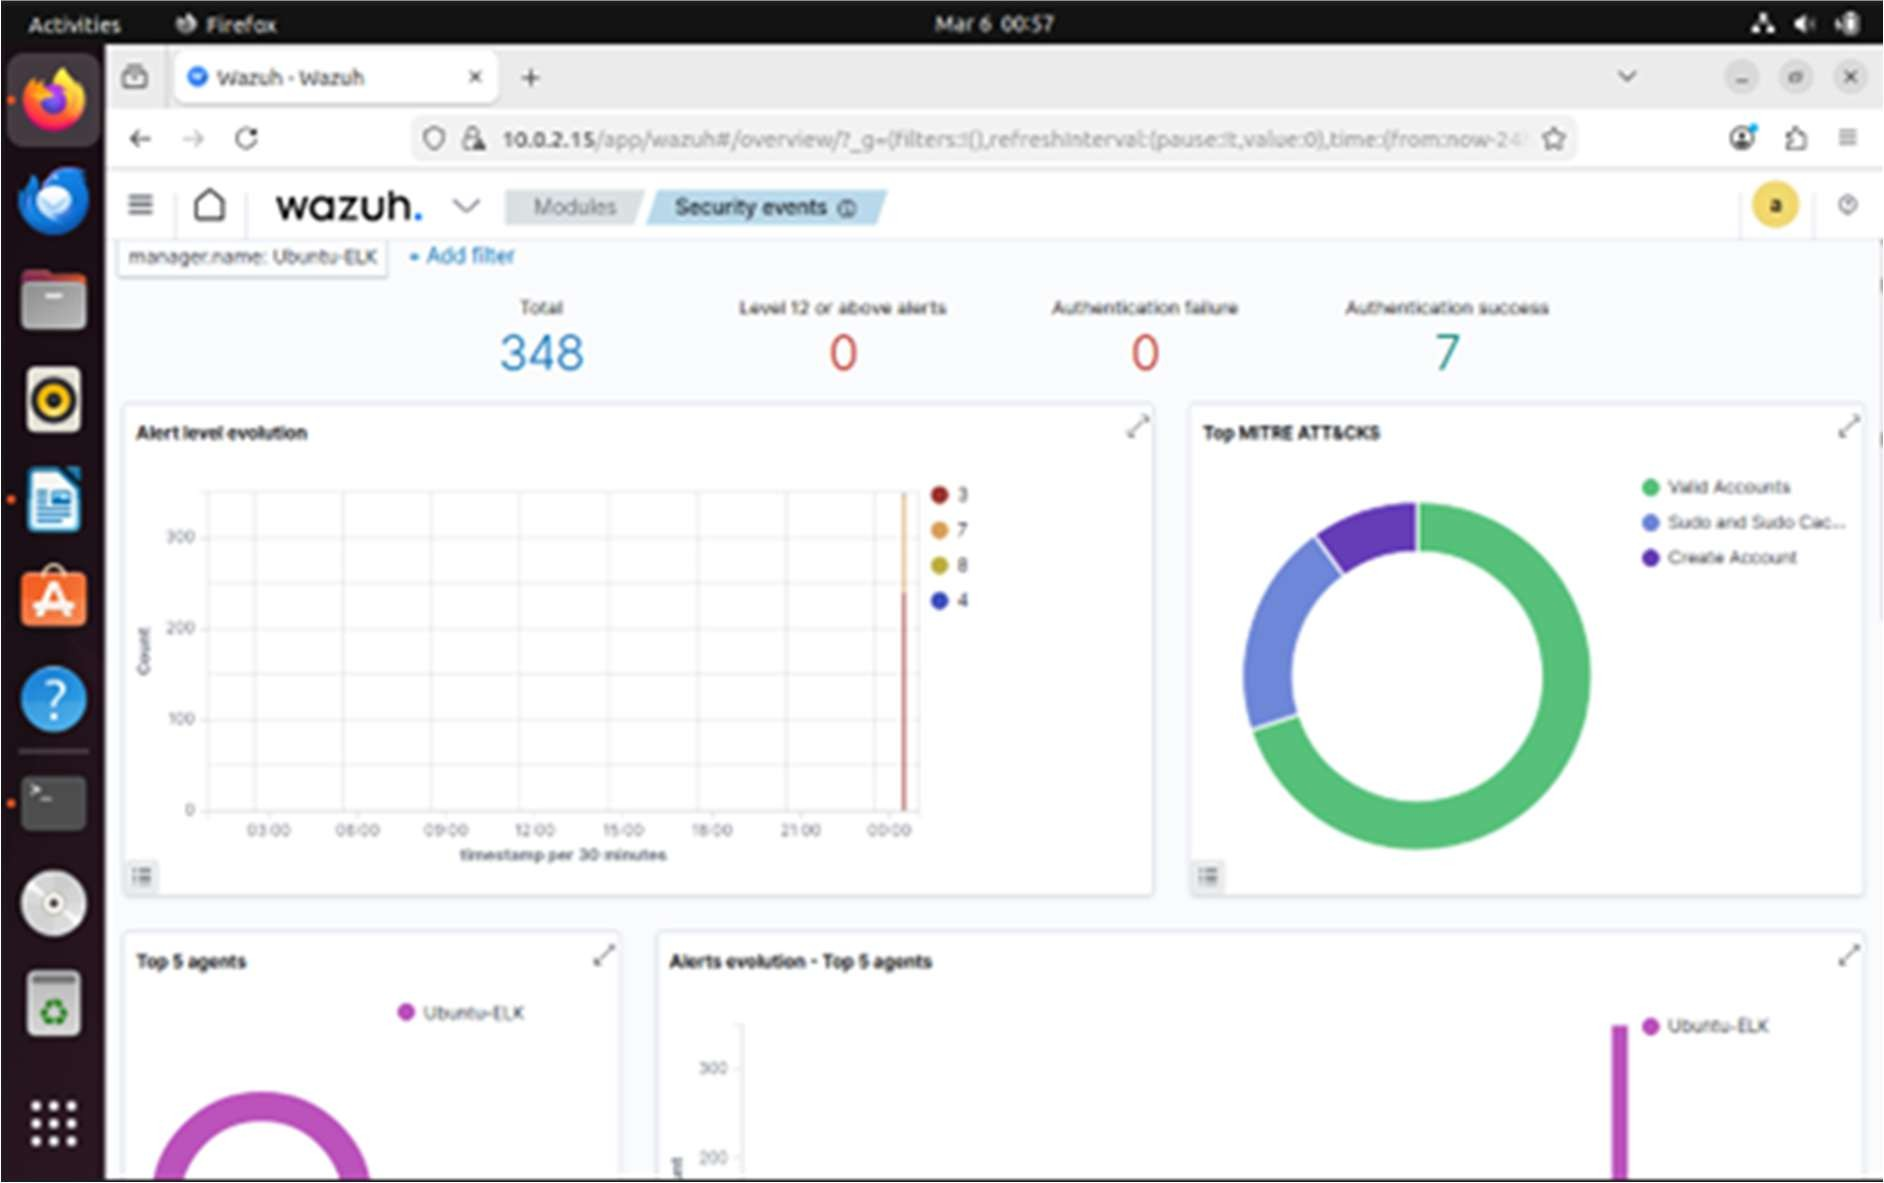 Activities Firefox Mar 6 00:57
Wazuh - Wazuh
10.0.2.15/app/wazuh#/overview/?_g=(filters:!(),refreshInterval:(pause:!t,value:0),time:(from:now-24
wazuh. Modules Security events
a
manager.name: Ubuntu-ELK + Add filter
Total Level 12 or above alerts Authentication failure Authentication success
348 0 0 7
Alert level evolution
300
200
100
0
Count
03:00 06:00 09:00 12:00 15:00 18:00 21:00 00:00
timestamp per 30 minutes
3
7
8
4
Top MITRE ATT&CKS
Valid Accounts
Sudo and Sudo Cac...
Create Account
Top 5 agents
Ubuntu-ELK
Alerts evolution - Top 5 agents
300
200
Ubuntu-ELK